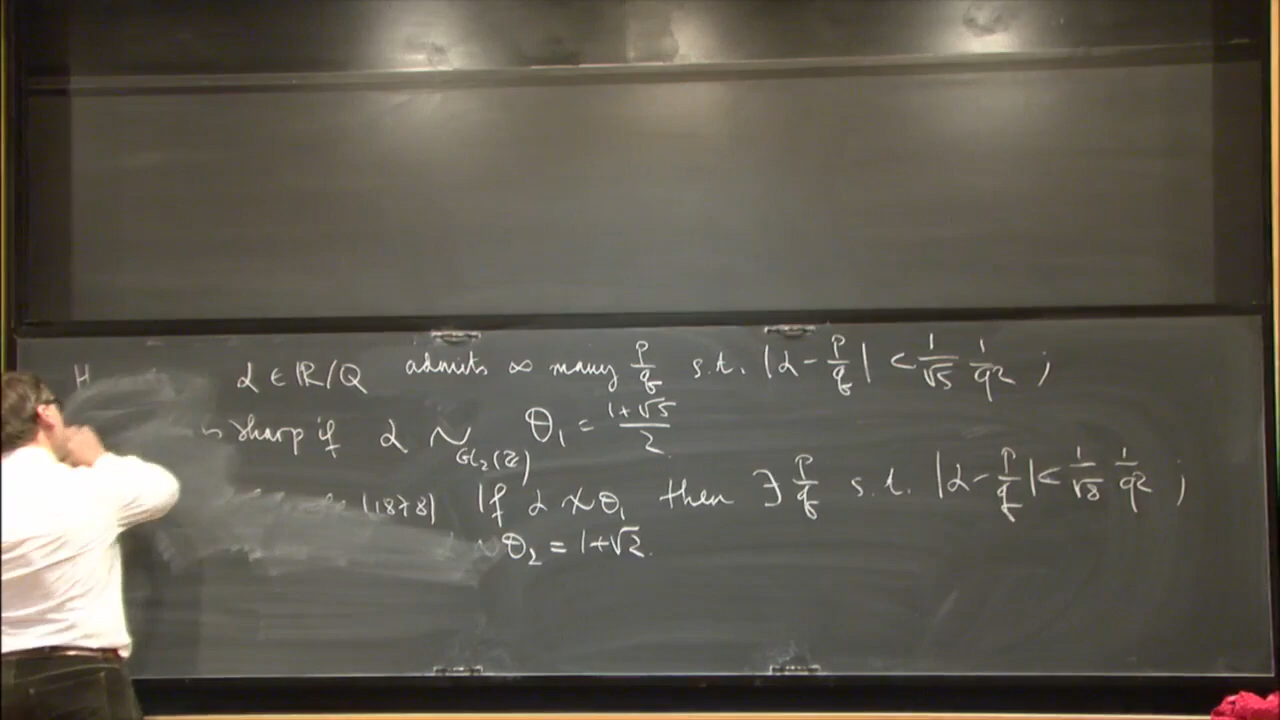 H α ∈ ℝ/ℚ admits ∞ many p/q s.t. |α - p/q| < 1/√5 1/q² ;
sharp if α ~_{GL₂(ℤ)} θ₁ = (1+√5)/2
(1878) If α ≁ θ₁ then ∃ p/q s.t. |α - p/q| < 1/√8 1/q² ;
~ θ₂ = 1+√2.